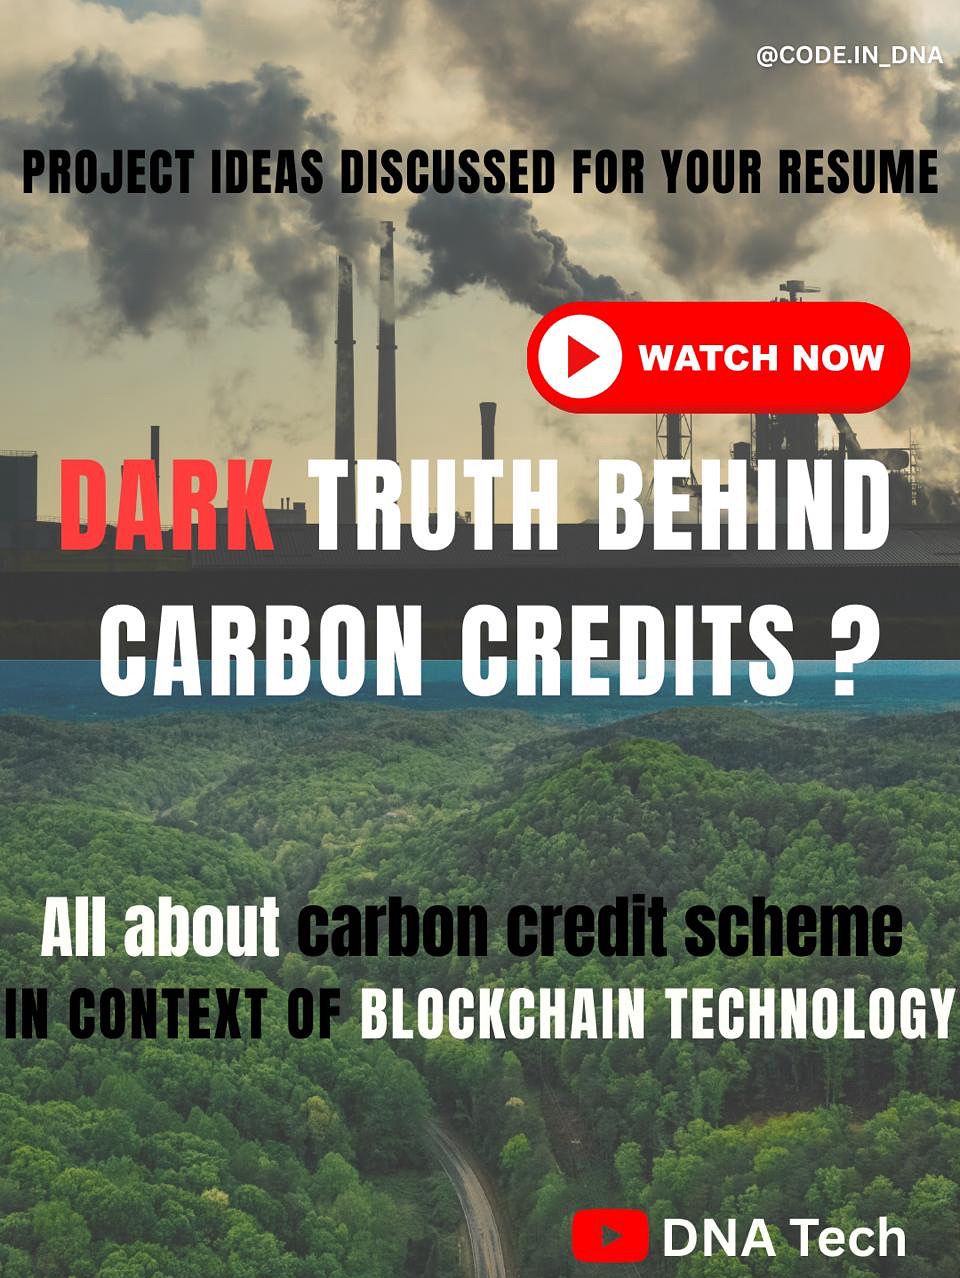 @CODE.IN_DNA
PROJECT IDEAS DISCUSSED FOR YOUR RESUME
WATCH NOW
DARK TRUTH BEHIND
CARBON CREDITS ?
All about carbon credit scheme
IN CONTEXT OF BLOCKCHAIN TECHNOLOGY
DNA Tech